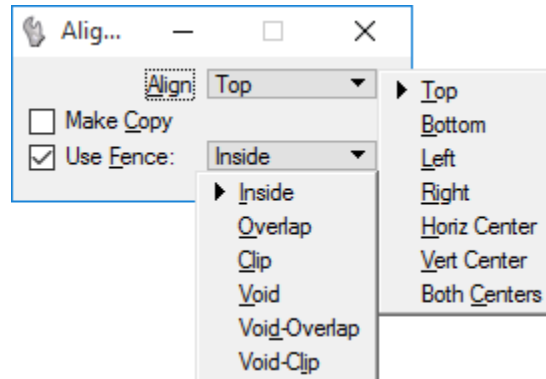 Alig...
Align Top
Make Copy
Use Fence: Inside
Top
Bottom
Left
Right
Horiz Center
Vert Center
Both Centers
Inside
Overlap
Clip
Void
Void-Overlap
Void-Clip